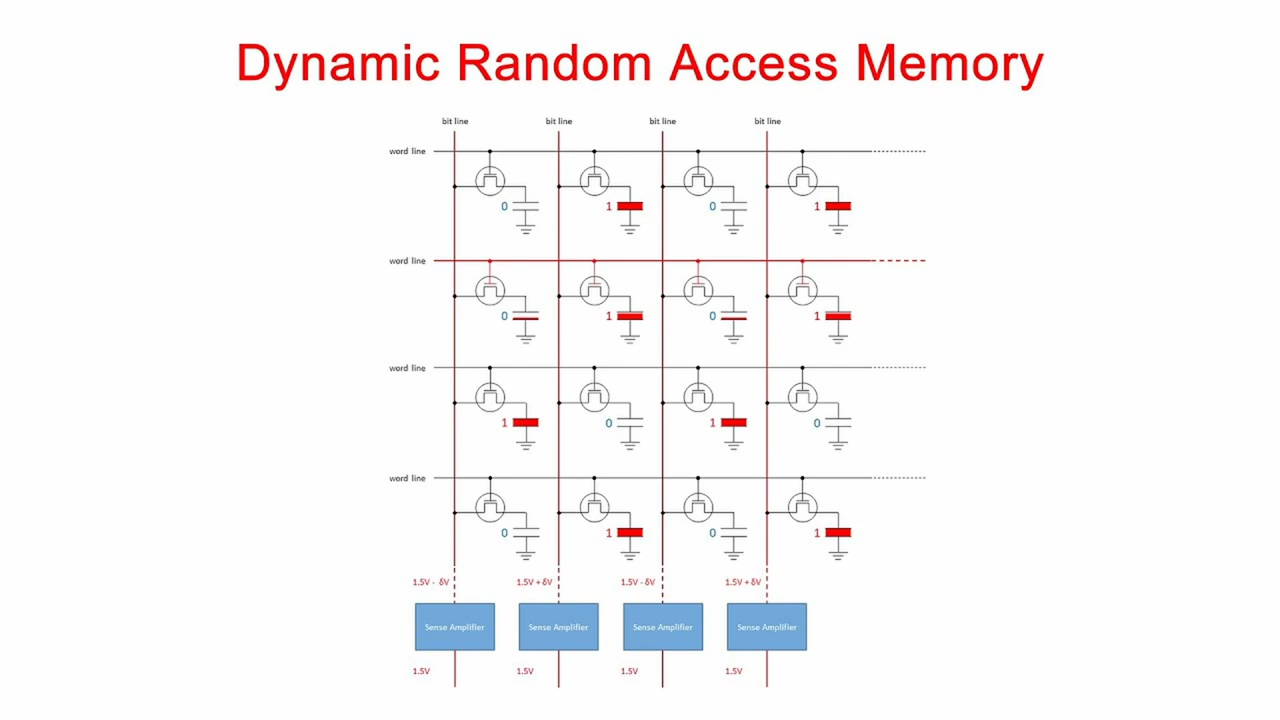 Dynamic Random Access Memory
bit line bit line bit line bit line
word line
0 1 0 1
word line
0 1 0 1
word line
1 0 1 0
word line
0 1 0 1
1.5V - δV 1.5V + δV 1.5V - δV 1.5V + δV
Sense Amplifier Sense Amplifier Sense Amplifier Sense Amplifier
1.5V 1.5V 1.5V 1.5V